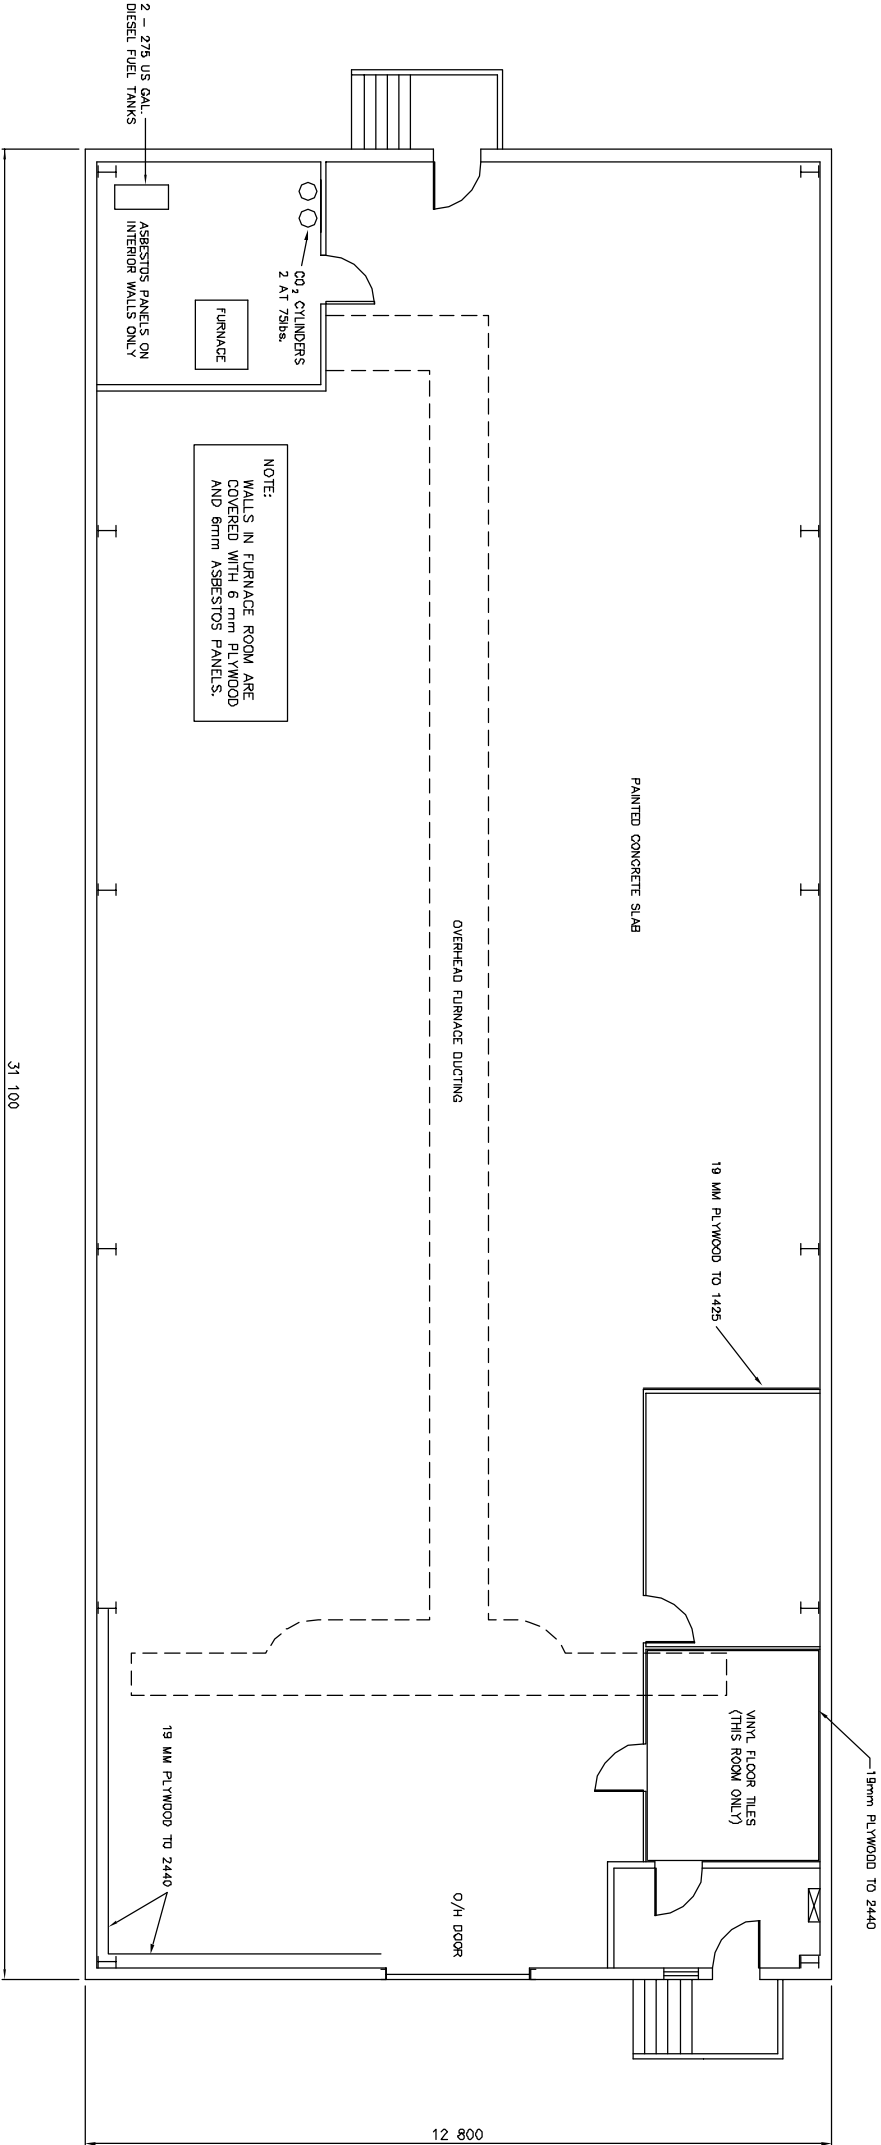 2 - 275 US GAL.
DIESEL FUEL TANKS
ASBESTOS PANELS ON
INTERIOR WALLS ONLY
FURNACE
CO2 CYLINDERS
2 AT 75lbs.
NOTE:
WALLS IN FURNACE ROOM ARE
COVERED WITH 6 mm PLYWOOD
AND 6mm ASBESTOS PANELS.
PAINTED CONCRETE SLAB
OVERHEAD FURNACE DUCTING
19 MM PLYWOOD TO 1425
VINYL FLOOR TILES
(THIS ROOM ONLY)
19mm PLYWOOD TO 2440
19 MM PLYWOOD TO 2440
O/H DOOR
31 100
12 800